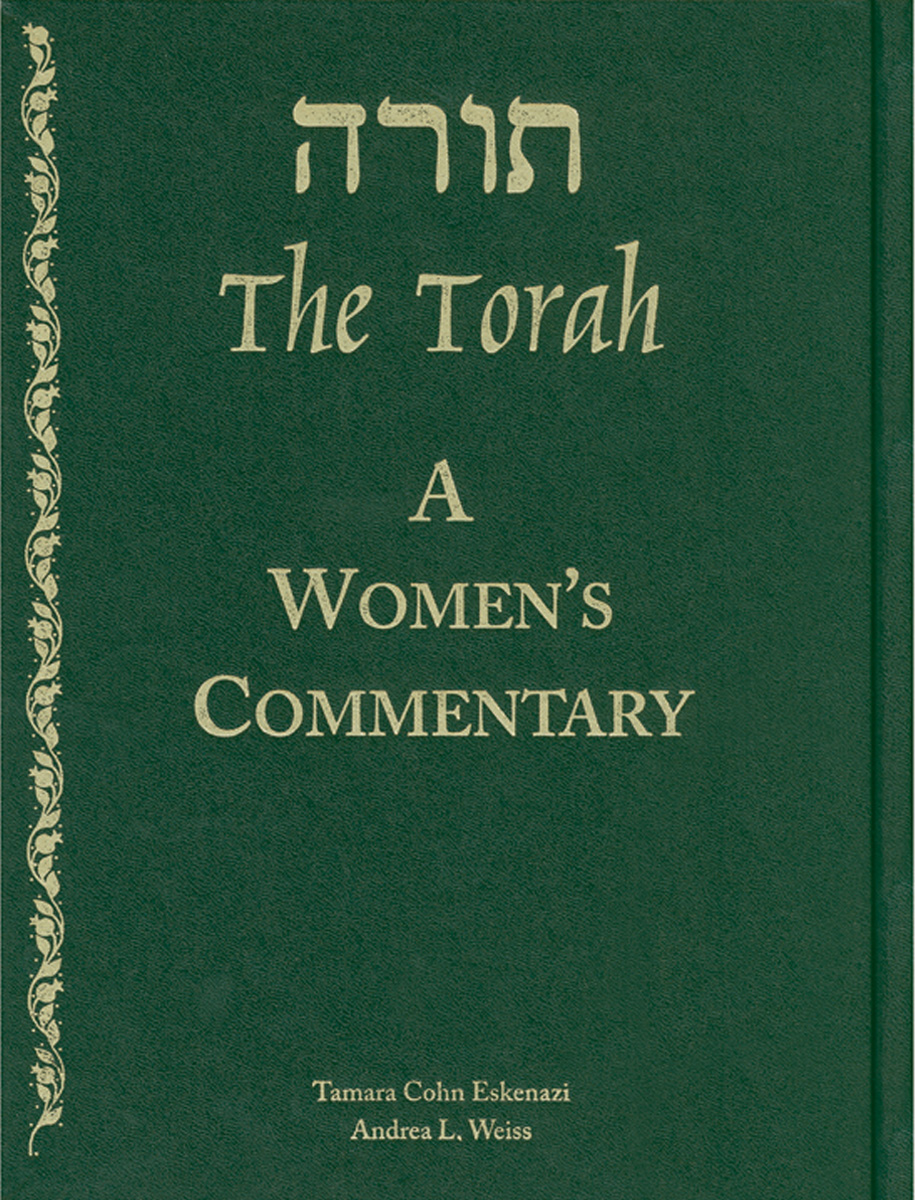 תורה
The Torah
A
WOMEN'S
COMMENTARY
Tamara Cohn Eskenazi
Andrea L. Weiss